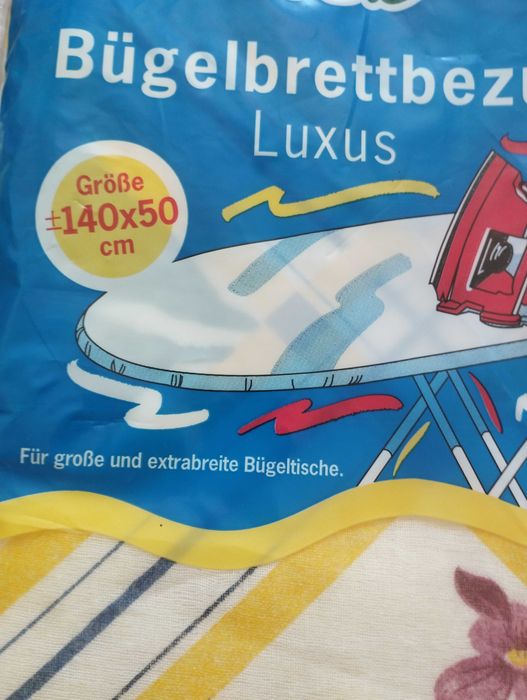 Bügelbrettbezu
Luxus
Größe
±140x50
cm
Für große und extrabreite Bügeltische.